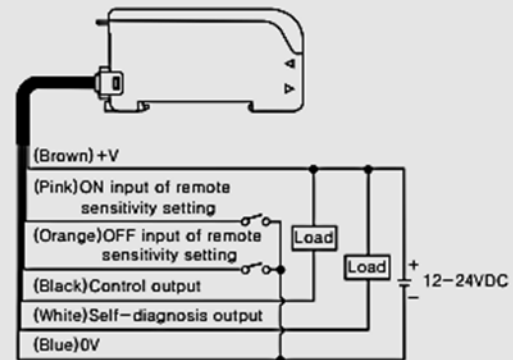 (Brown)+V
(Pink)ON input of remote
sensitivity setting
(Orange)OFF input of remote
sensitivity setting
Load
Load
+
12-24VDC
−
(Black)Control output
(White)Self-diagnosis output
(Blue)0V